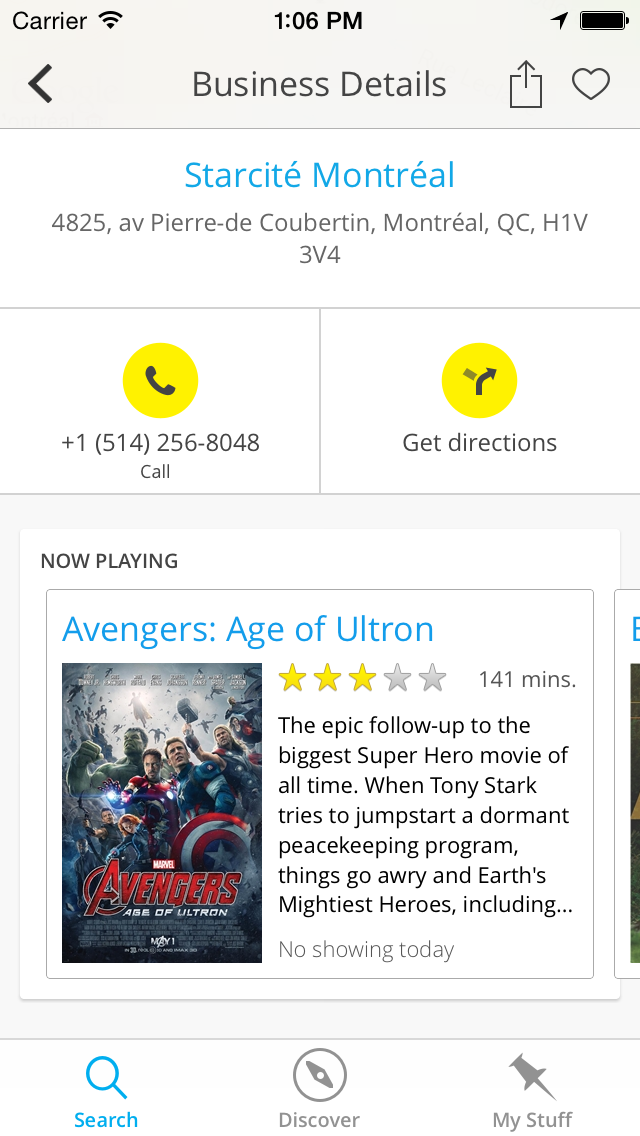 Carrier 1:06 PM
Business Details
Starcité Montréal
4825, av Pierre-de Coubertin, Montréal, QC, H1V
3V4
+1 (514) 256-8048
Call
Get directions
NOW PLAYING
Avengers: Age of Ultron
141 mins.
The epic follow-up to the
biggest Super Hero movie of
all time. When Tony Stark
tries to jumpstart a dormant
peacekeeping program,
things go awry and Earth's
Mightiest Heroes, including...
No showing today
MARVEL
AVENGERS
AGE OF ULTRON
MAY 1
Search
Discover
My Stuff